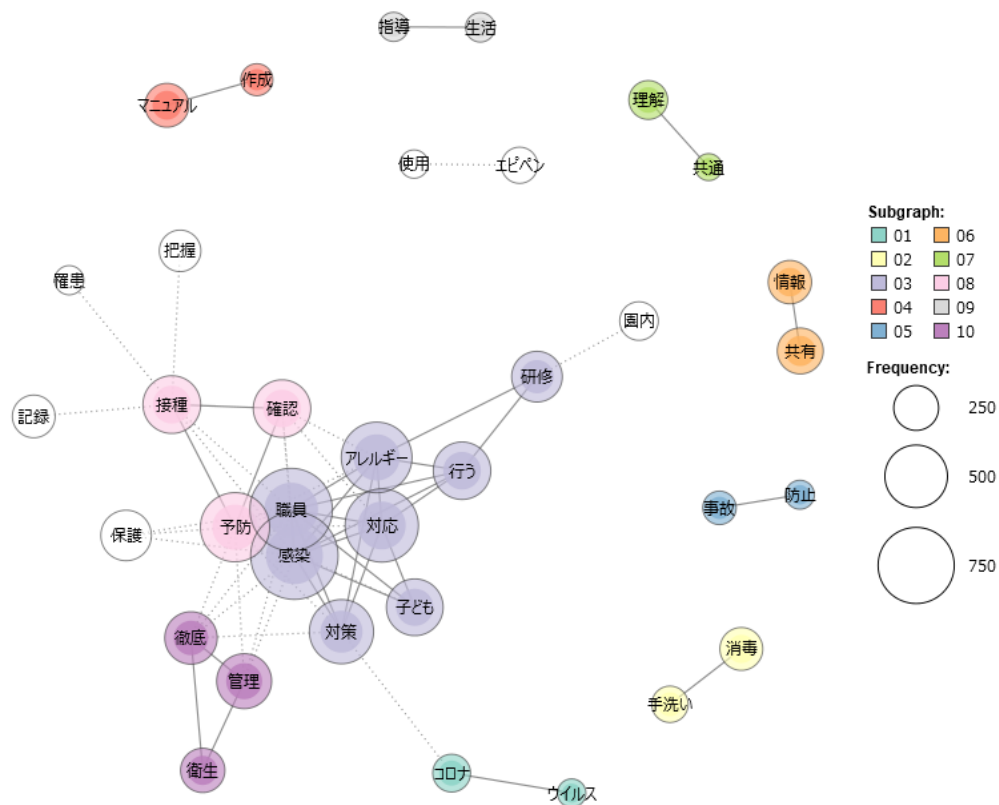 指導
生活
作成
マニュアル
理解
共通
使用
エピペン
把握
罹患
情報
共有
園内
研修
接種
確認
記録
アレルギー
行う
職員
対応
予防
感染
保護
事故
防止
子ども
対策
徹底
管理
衛生
消毒
手洗い
コロナ
ウイルス
Subgraph:
01 06
02 07
03 08
04 09
05 10
Frequency:
250
500
750